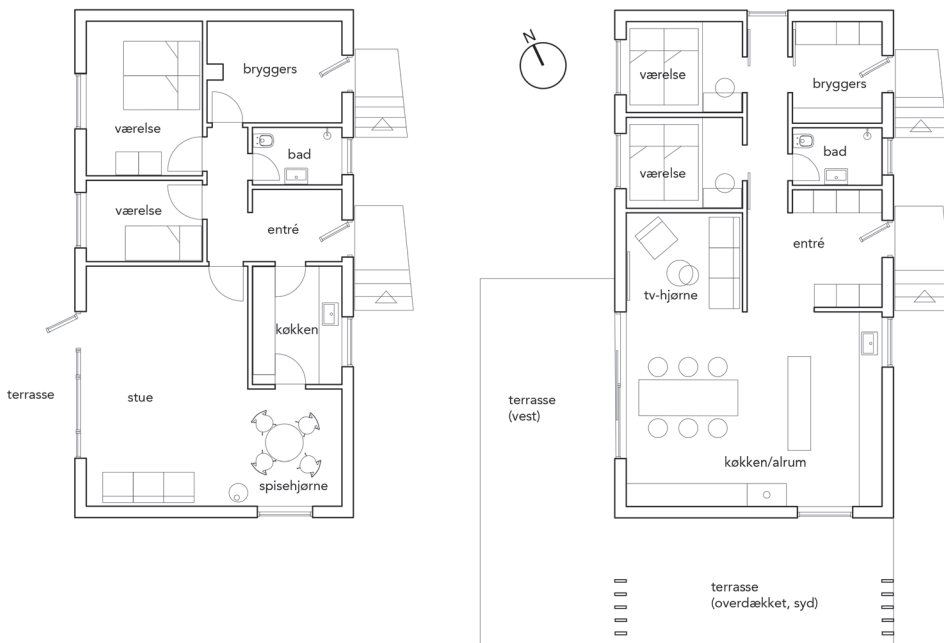 værelse
bryggers
bad
værelse
entré
køkken
terrasse
stue
spisehjørne
N
værelse
bryggers
værelse
bad
entré
tv-hjørne
terrasse
(vest)
køkken/alrum
terrasse
(overdækket, syd)